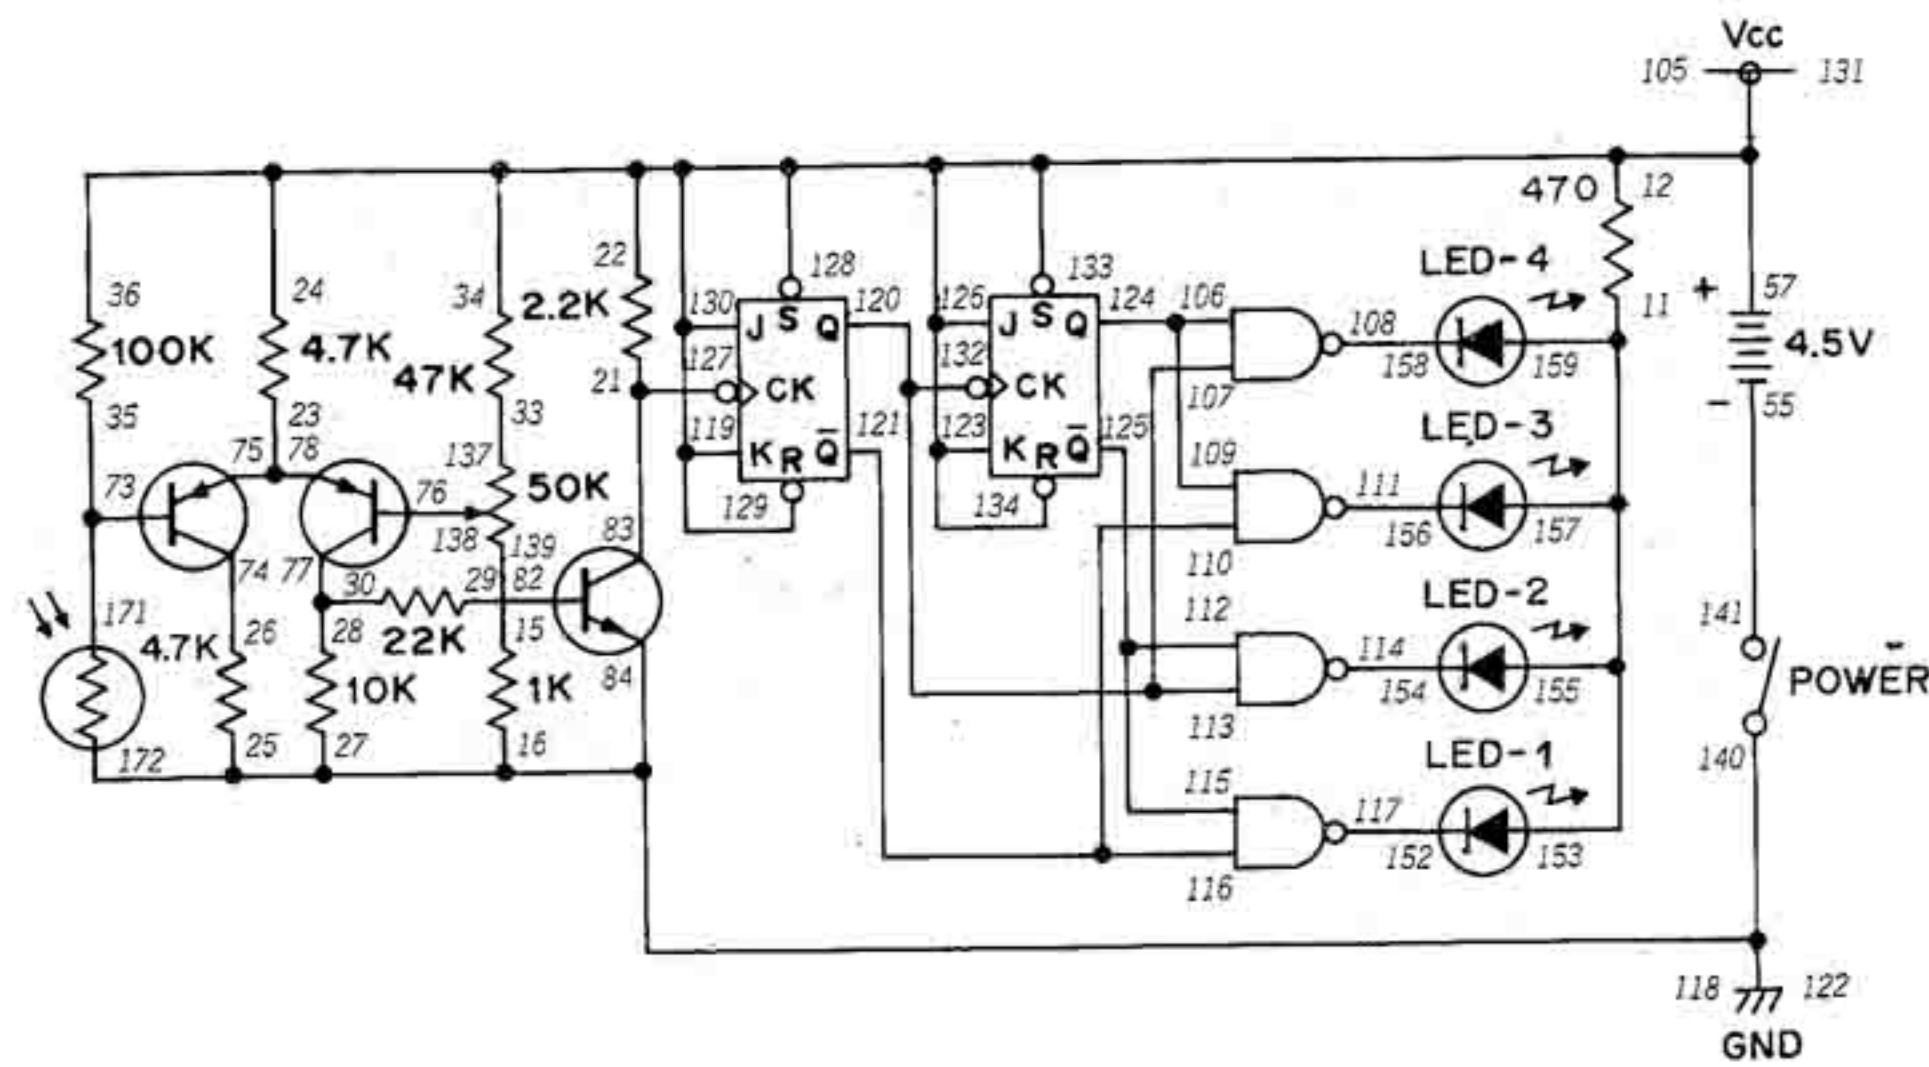 Vcc
105 131
470 12
LED-4
22 128 133
36 24 34 2.2K 130 120 126 124 106 + 57
J S Q J S Q 108 11
100K 4.7K 47K 127 132 4.5V
21 CK CK 158 159
107 − 55
35 23 33 119 121 123 125 LED-3
K R Q̅ K R Q̅ 109
75 78 137
73 76 50K 129 134 111
138 139 83 156 157
74 77 30 29 82 110
LED-2
171 22K 112 141
4.7K 26 28 15 114
10K 1K 84 154 155 POWER
113
172 25 27 16 LED-1 140
115
117
152 153
116
118 122
GND